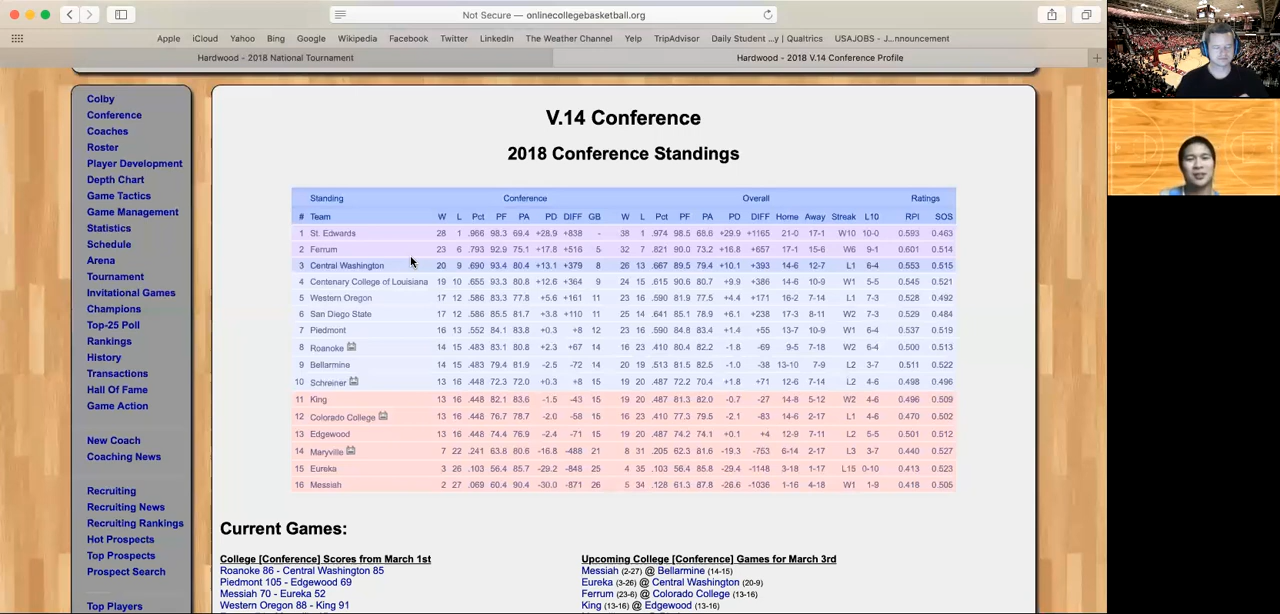 Not Secure — onlinecollegebasketball.org
Apple iCloud Yahoo Bing Google Wikipedia Facebook Twitter LinkedIn The Weather Channel Yelp TripAdvisor Daily Student ...y | Qualtrics USAJOBS - J...nnouncement
Hardwood - 2018 National Tournament Hardwood - 2018 V.14 Conference Profile
Colby
Conference
Coaches
Roster
Player Development
Depth Chart
Game Tactics
Game Management
Statistics
Schedule
Arena
Tournament
Invitational Games
Champions
Top-25 Poll
Rankings
History
Transactions
Hall Of Fame
Game Action
New Coach
Coaching News
Recruiting
Recruiting News
Recruiting Rankings
Hot Prospects
Top Prospects
Prospect Search
Top Players
V.14 Conference
2018 Conference Standings
Standing Conference Overall Ratings
# Team W L Pct PF PA PD DIFF GB W L Pct PF PA PD DIFF Home Away Streak L10 RPI SOS
1 St. Edwards 28 1 .966 98.3 69.4 +28.9 +838 - 38 1 .974 98.5 68.6 +29.9 +1165 21-0 17-1 W10 10-0 0.593 0.463
2 Ferrum 23 6 .793 92.9 75.1 +17.8 +516 5 32 7 .821 90.0 73.2 +16.8 +657 17-1 15-6 W6 9-1 0.601 0.514
3 Central Washington 20 9 .690 93.4 80.4 +13.1 +379 8 26 13 .667 89.5 79.4 +10.1 +393 14-6 12-7 L1 6-4 0.553 0.515
4 Centenary College of Louisiana 19 10 .655 93.3 80.8 +12.6 +364 9 24 15 .615 90.6 80.7 +9.9 +386 14-6 10-9 W1 5-5 0.545 0.521
5 Western Oregon 17 12 .586 83.3 77.8 +5.6 +161 11 23 16 .590 81.9 77.5 +4.4 +171 16-2 7-14 L1 7-3 0.528 0.492
6 San Diego State 17 12 .586 85.5 81.7 +3.8 +110 11 25 14 .641 85.1 78.9 +6.1 +238 17-3 8-11 W2 7-3 0.529 0.484
7 Piedmont 16 13 .552 84.1 83.8 +0.3 +8 12 23 16 .590 84.8 83.4 +1.4 +55 13-7 10-9 W1 6-4 0.537 0.519
8 Roanoke 14 15 .483 83.1 80.8 +2.3 +67 14 16 23 .410 80.4 82.2 -1.8 -69 9-5 7-18 W2 6-4 0.500 0.513
9 Bellarmine 14 15 .483 79.4 81.9 -2.5 -72 14 20 19 .513 81.5 82.5 -1.0 -38 13-10 7-9 L2 3-7 0.511 0.522
10 Schreiner 13 16 .448 72.3 72.0 +0.3 +8 15 19 20 .487 72.2 70.4 +1.8 +71 12-6 7-14 L2 4-6 0.498 0.496
11 King 13 16 .448 82.1 83.6 -1.5 -43 15 19 20 .487 81.3 82.0 -0.7 -27 14-8 5-12 W2 4-6 0.496 0.509
12 Colorado College 13 16 .448 76.7 78.7 -2.0 -58 15 16 23 .410 77.3 79.5 -2.1 -83 14-6 2-17 L1 4-6 0.470 0.502
13 Edgewood 13 16 .448 74.4 76.9 -2.4 -71 15 19 20 .487 74.2 74.1 +0.1 +4 12-9 7-11 L2 5-5 0.501 0.512
14 Maryville 7 22 .241 63.8 80.6 -16.8 -488 21 8 31 .205 62.3 81.6 -19.3 -753 6-14 2-17 L3 3-7 0.440 0.527
15 Eureka 3 26 .103 56.4 85.7 -29.2 -848 25 4 35 .103 56.4 85.8 -29.4 -1148 3-18 1-17 L15 0-10 0.413 0.523
16 Messiah 2 27 .069 60.4 90.4 -30.0 -871 26 5 34 .128 61.3 87.8 -26.6 -1036 1-16 4-18 W1 1-9 0.418 0.505
Current Games:
College [Conference] Scores from March 1st
Roanoke 86 - Central Washington 85
Piedmont 105 - Edgewood 69
Messiah 70 - Eureka 52
Western Oregon 88 - King 91
Upcoming College [Conference] Games for March 3rd
Messiah (2-27) @ Bellarmine (14-15)
Eureka (3-26) @ Central Washington (20-9)
Ferrum (23-6) @ Colorado College (13-16)
King (13-16) @ Edgewood (13-16)